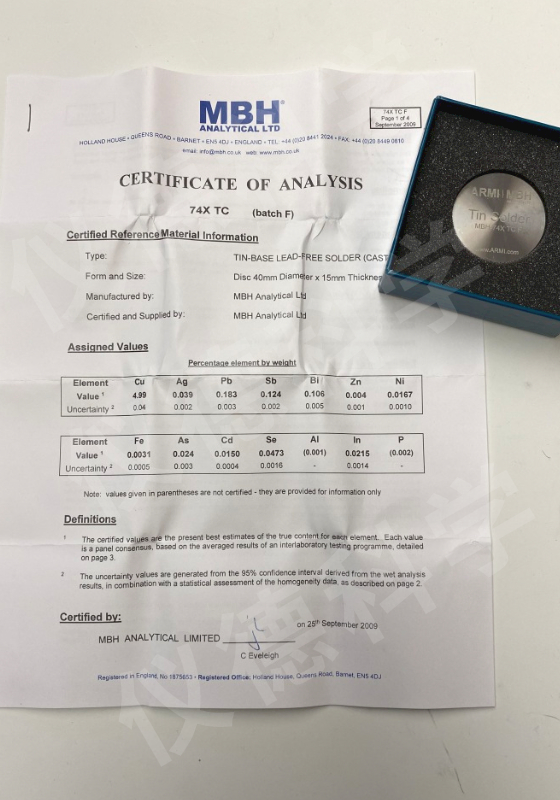 MBH®
ANALYTICAL LTD
74X TC F
Page 1 of 4
September 2009
HOLLAND HOUSE • QUEENS ROAD • BARNET • EN5 4DJ • ENGLAND • TEL: +44 (0)20 8441 2024 • FAX: +44 (0)20 8449 0810
email: info@mbh.co.uk web: www.mbh.co.uk
CERTIFICATE OF ANALYSIS
74X TC (batch F)
Certified Reference Material Information
Type: TIN-BASE LEAD-FREE SOLDER (CAST
Form and Size: Disc 40mm Diameter x 15mm Thicknes
Manufactured by: MBH Analytical Ltd
Certified and Supplied by: MBH Analytical Ltd
ARMI | MBH
Tin Solder
MBH 74X TC
www.ARMI.com
Assigned Values
Percentage element by weight
Element Cu Ag Pb Sb Bi Zn Ni
Value 1 4.99 0.039 0.183 0.124 0.106 0.004 0.0167
Uncertainty 2 0.04 0.002 0.003 0.002 0.005 0.001 0.0010
Element Fe As Cd Se Al In P
Value 1 0.0031 0.024 0.0150 0.0473 (0.001) 0.0215 (0.002)
Uncertainty 2 0.0005 0.003 0.0004 0.0016 - 0.0014 -
Note: values given in parentheses are not certified - they are provided for information only
Definitions
1 The certified values are the present best estimates of the true content for each element. Each value
is a panel consensus, based on the averaged results of an interlaboratory testing programme, detailed
on page 3.
2 The uncertainty values are generated from the 95% confidence interval derived from the wet analysis
results, in combination with a statistical assessment of the homogeneity data, as described on page 2.
Certified by:
on 25th September 2009
MBH ANALYTICAL LIMITED
C Eveleigh
Registered in England, No 1675653 • Registered Office: Holland House, Queens Road, Barnet, EN5 4DJ
仪德科学